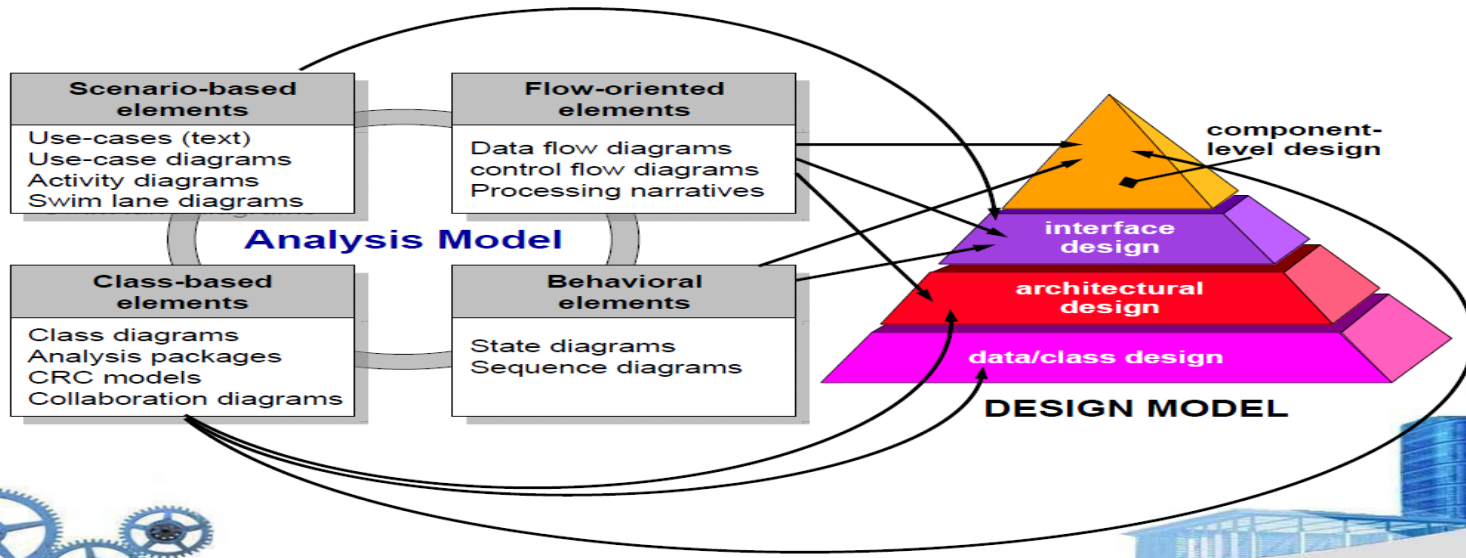 Scenario-based
elements
Use-cases (text)
Use-case diagrams
Activity diagrams
Swim lane diagrams
Flow-oriented
elements
Data flow diagrams
control flow diagrams
Processing narratives
Analysis Model
Class-based
elements
Class diagrams
Analysis packages
CRC models
Collaboration diagrams
Behavioral
elements
State diagrams
Sequence diagrams
component-
level design
interface
design
architectural
design
data/class design
DESIGN MODEL